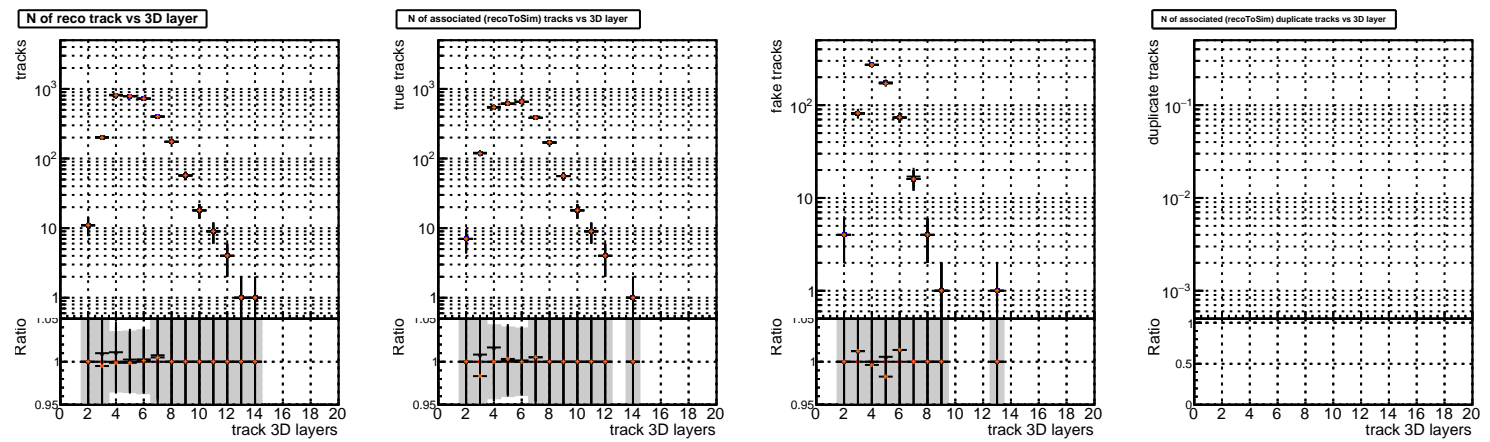 N of reco track vs 3D layer
tracks
10³
10²
10
1
Ratio
1.05
1
0.95
0 2 4 6 8 10 12 14 16 18 20
track 3D layers
N of associated (recoToSim) tracks vs 3D layer
true tracks
10³
10²
10
1
Ratio
1.05
1
0.95
0 2 4 6 8 10 12 14 16 18 20
track 3D layers
fake tracks
10²
10
1
Ratio
1.05
1
0.95
0 2 4 6 8 10 12 14 16 18 20
track 3D layers
N of associated (recoToSim) duplicate tracks vs 3D layer
duplicate tracks
10⁻¹
10⁻²
10⁻³
Ratio
1
0.5
0
0 2 4 6 8 10 12 14 16 18 20
track 3D layers